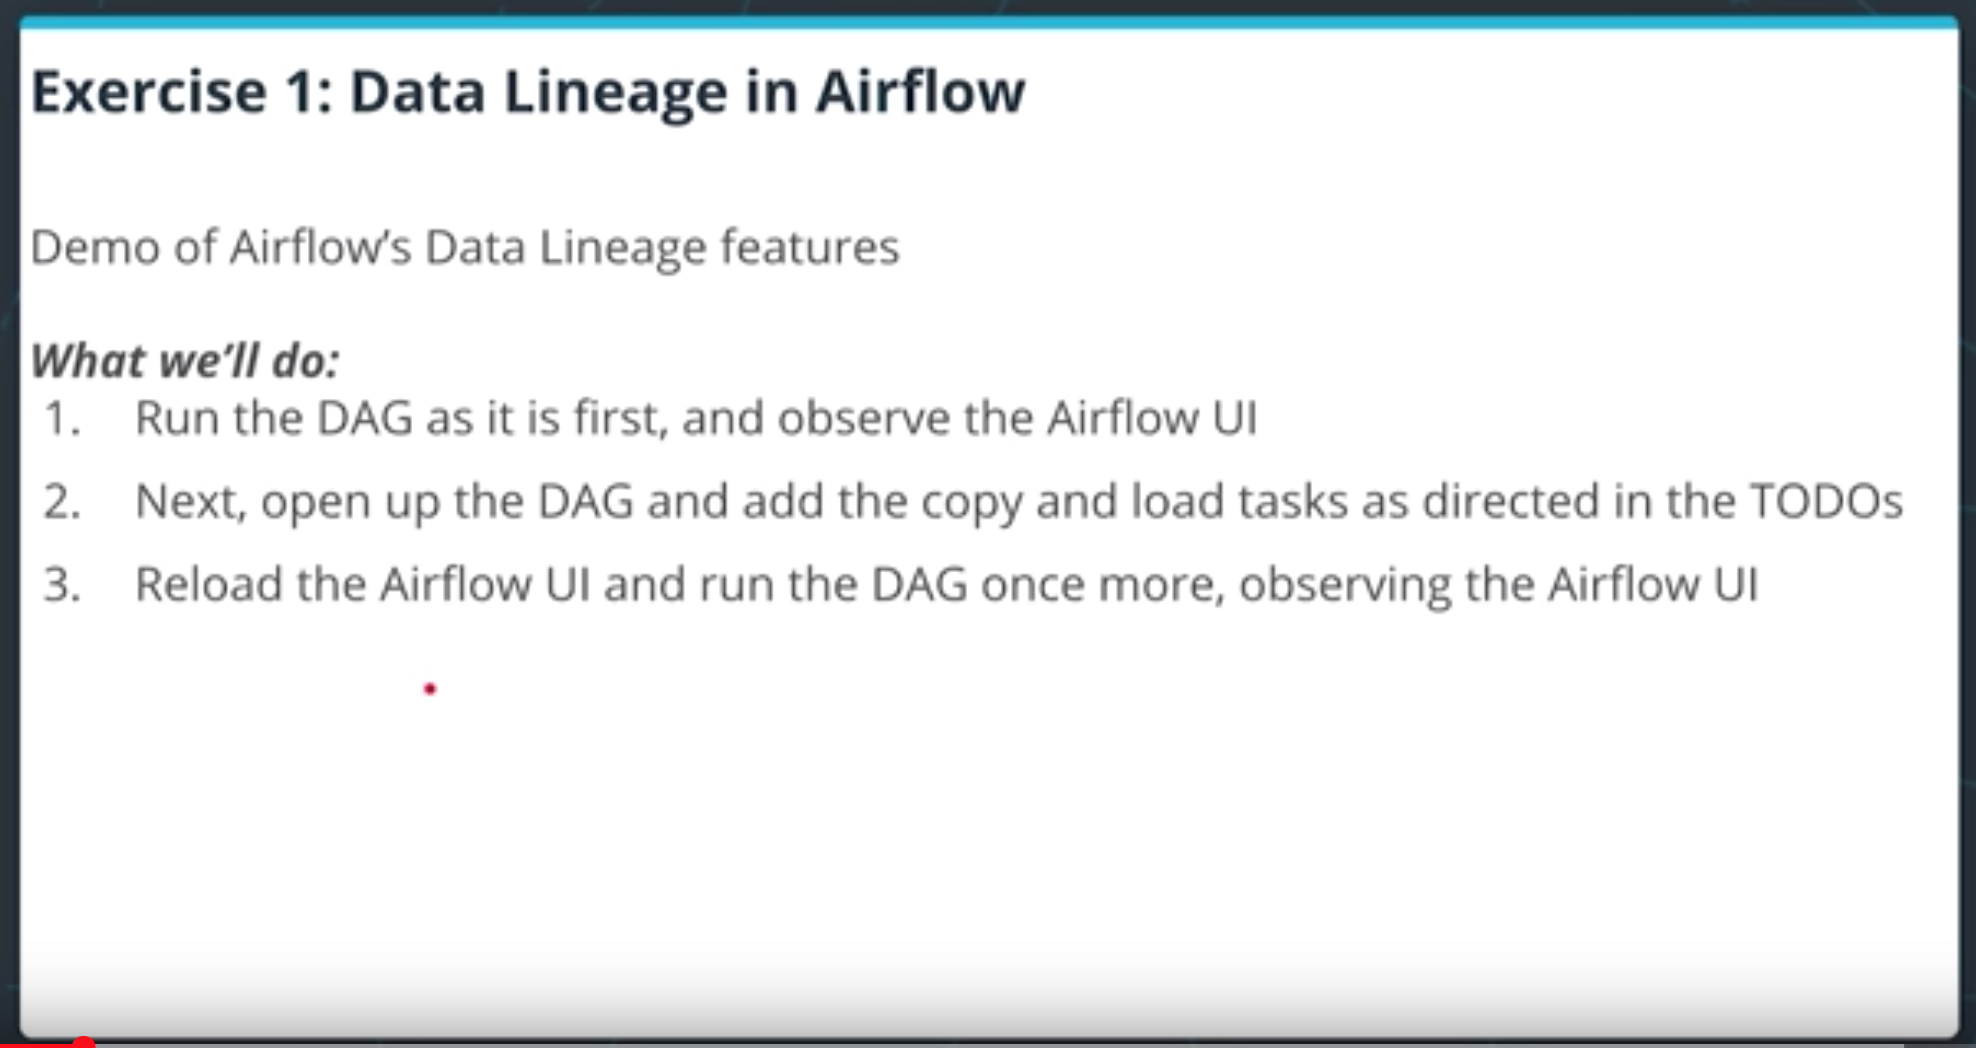 Exercise 1: Data Lineage in Airflow
Demo of Airflow’s Data Lineage features
What we’ll do:
1. Run the DAG as it is first, and observe the Airflow UI
2. Next, open up the DAG and add the copy and load tasks as directed in the TODOs
3. Reload the Airflow UI and run the DAG once more, observing the Airflow UI